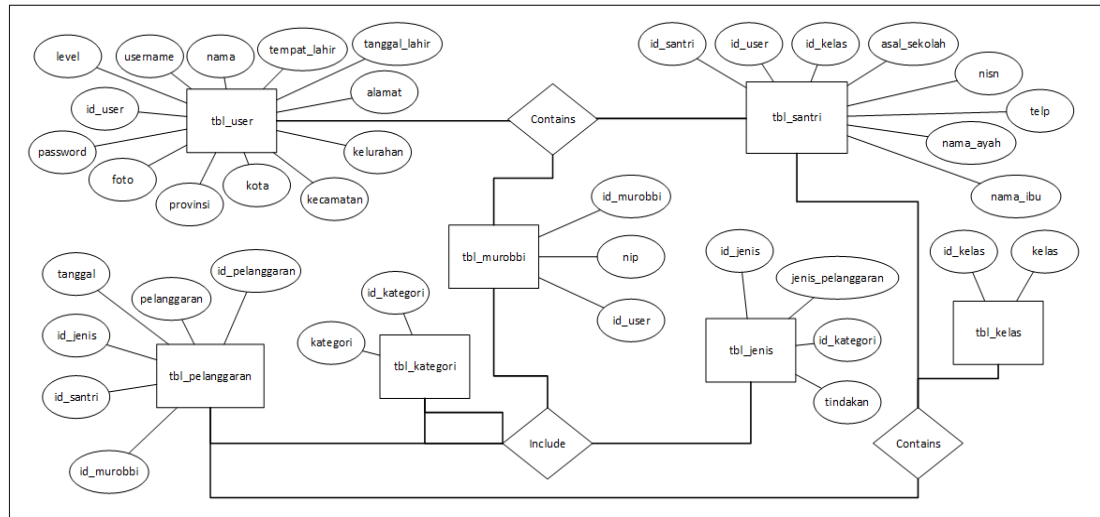 level
username
nama
tempat_lahir
tanggal_lahir
id_user
alamat
tbl_user
password
kelurahan
foto
provinsi
kota
kecamatan
Contains
id_santri
id_user
id_kelas
asal_sekolah
nisn
tbl_santri
telp
nama_ayah
nama_ibu
id_murobbi
tbl_murobbi
nip
id_user
tanggal
pelanggaran
id_pelanggaran
id_jenis
tbl_pelanggaran
id_santri
id_murobbi
id_kategori
kategori
tbl_kategori
Include
id_jenis
jenis_pelanggaran
tbl_jenis
id_kategori
tindakan
id_kelas
kelas
tbl_kelas
Contains